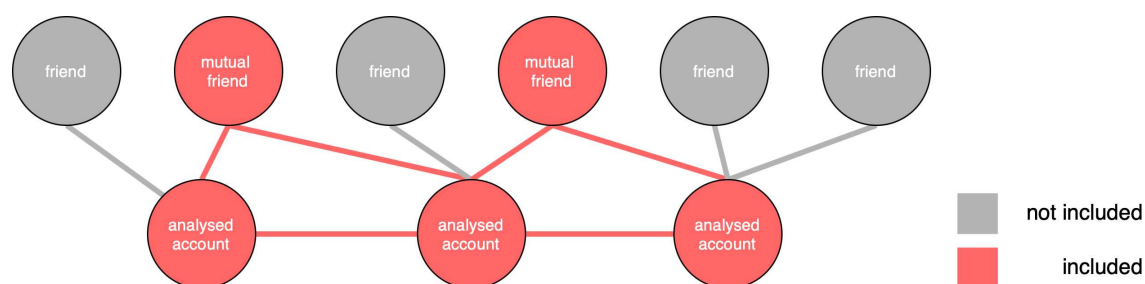 friend
mutual
friend
friend
mutual
friend
friend
friend
analysed
account
analysed
account
analysed
account
not included
included